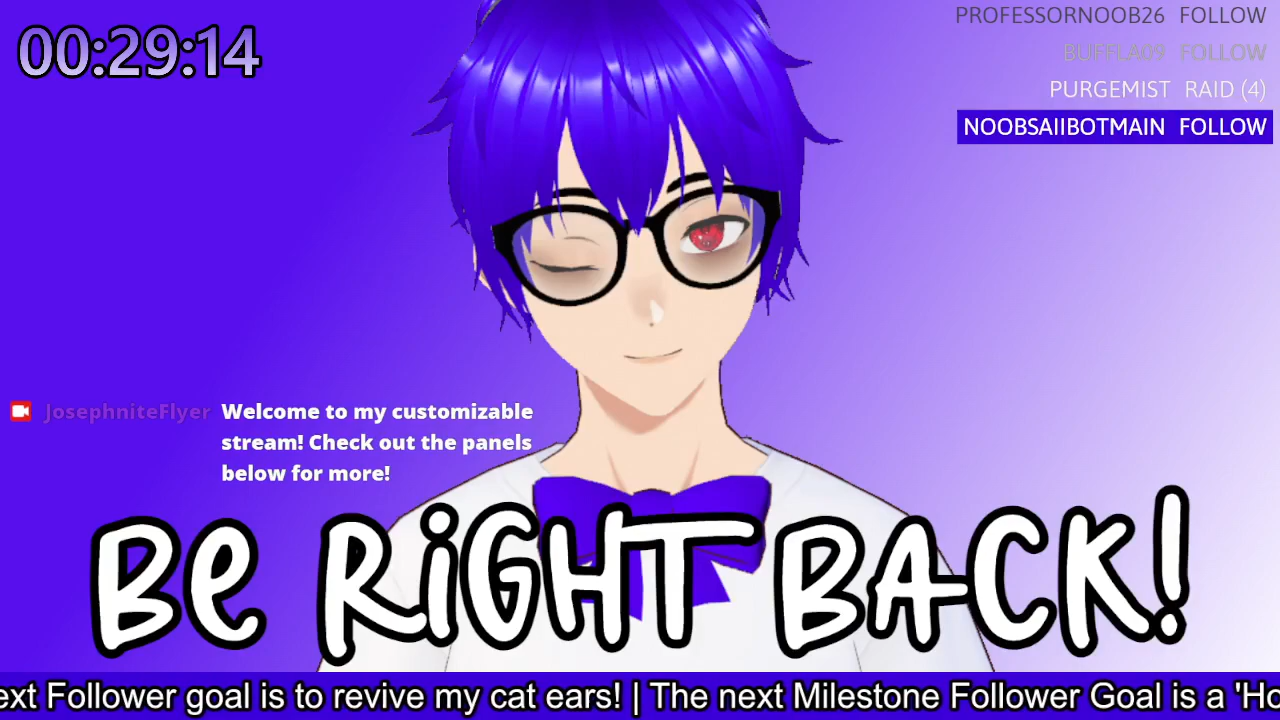 00:29:14
PROFESSORNOOB26 FOLLOW
BUFFLA09 FOLLOW
PURGEMIST RAID (4)
NOOBSAIIBOTMAIN FOLLOW
JosephniteFlyer Welcome to my customizable
stream! Check out the panels
below for more!
Be RiGHT BACK!
ext Follower goal is to revive my cat ears! | The next Milestone Follower Goal is a 'Ho